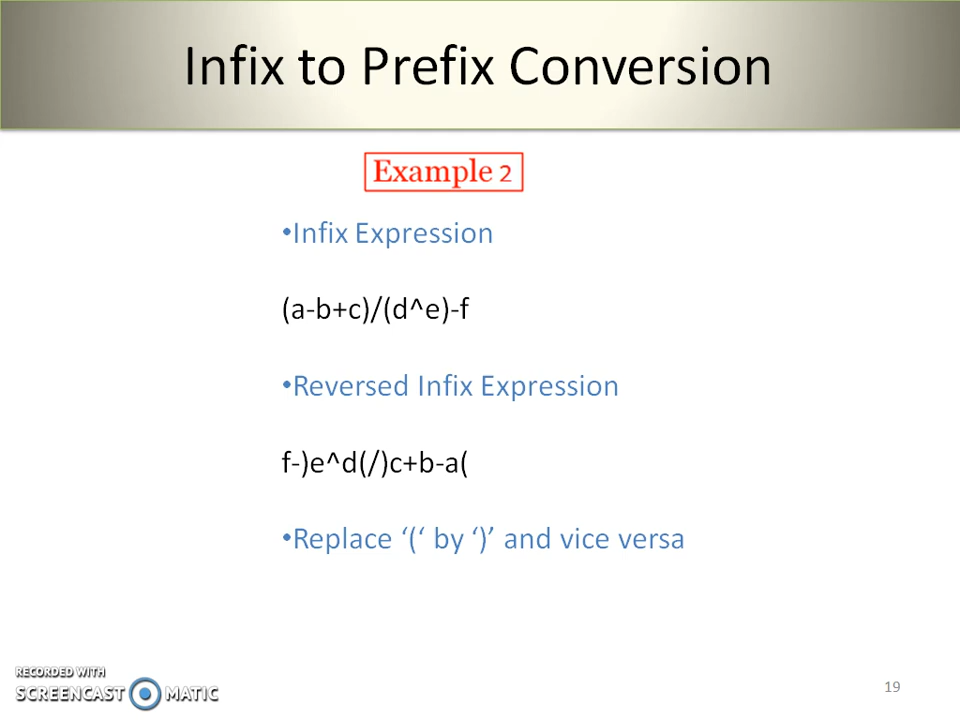 Infix to Prefix Conversion
Example 2
•Infix Expression
(a-b+c)/(d^e)-f
•Reversed Infix Expression
f-)e^d(/)c+b-a(
•Replace ‘(‘ by ‘)’ and vice versa
RECORDED WITH
SCREENCAST MATIC
19